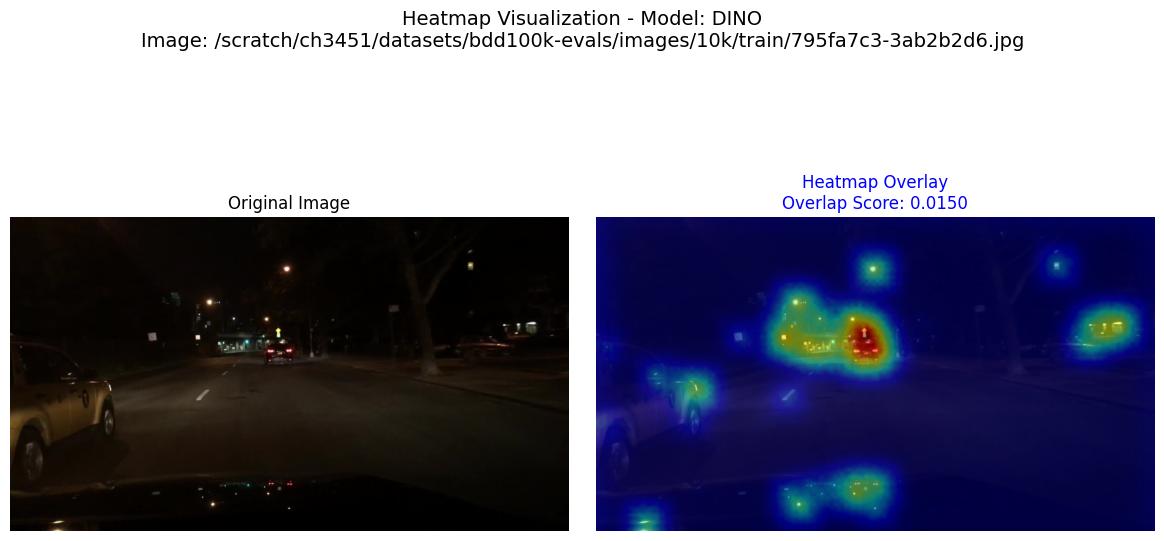 Heatmap Visualization - Model: DINO
Image: /scratch/ch3451/datasets/bdd100k-evals/images/10k/train/795fa7c3-3ab2b2d6.jpg
Original Image
Heatmap Overlay
Overlap Score: 0.0150